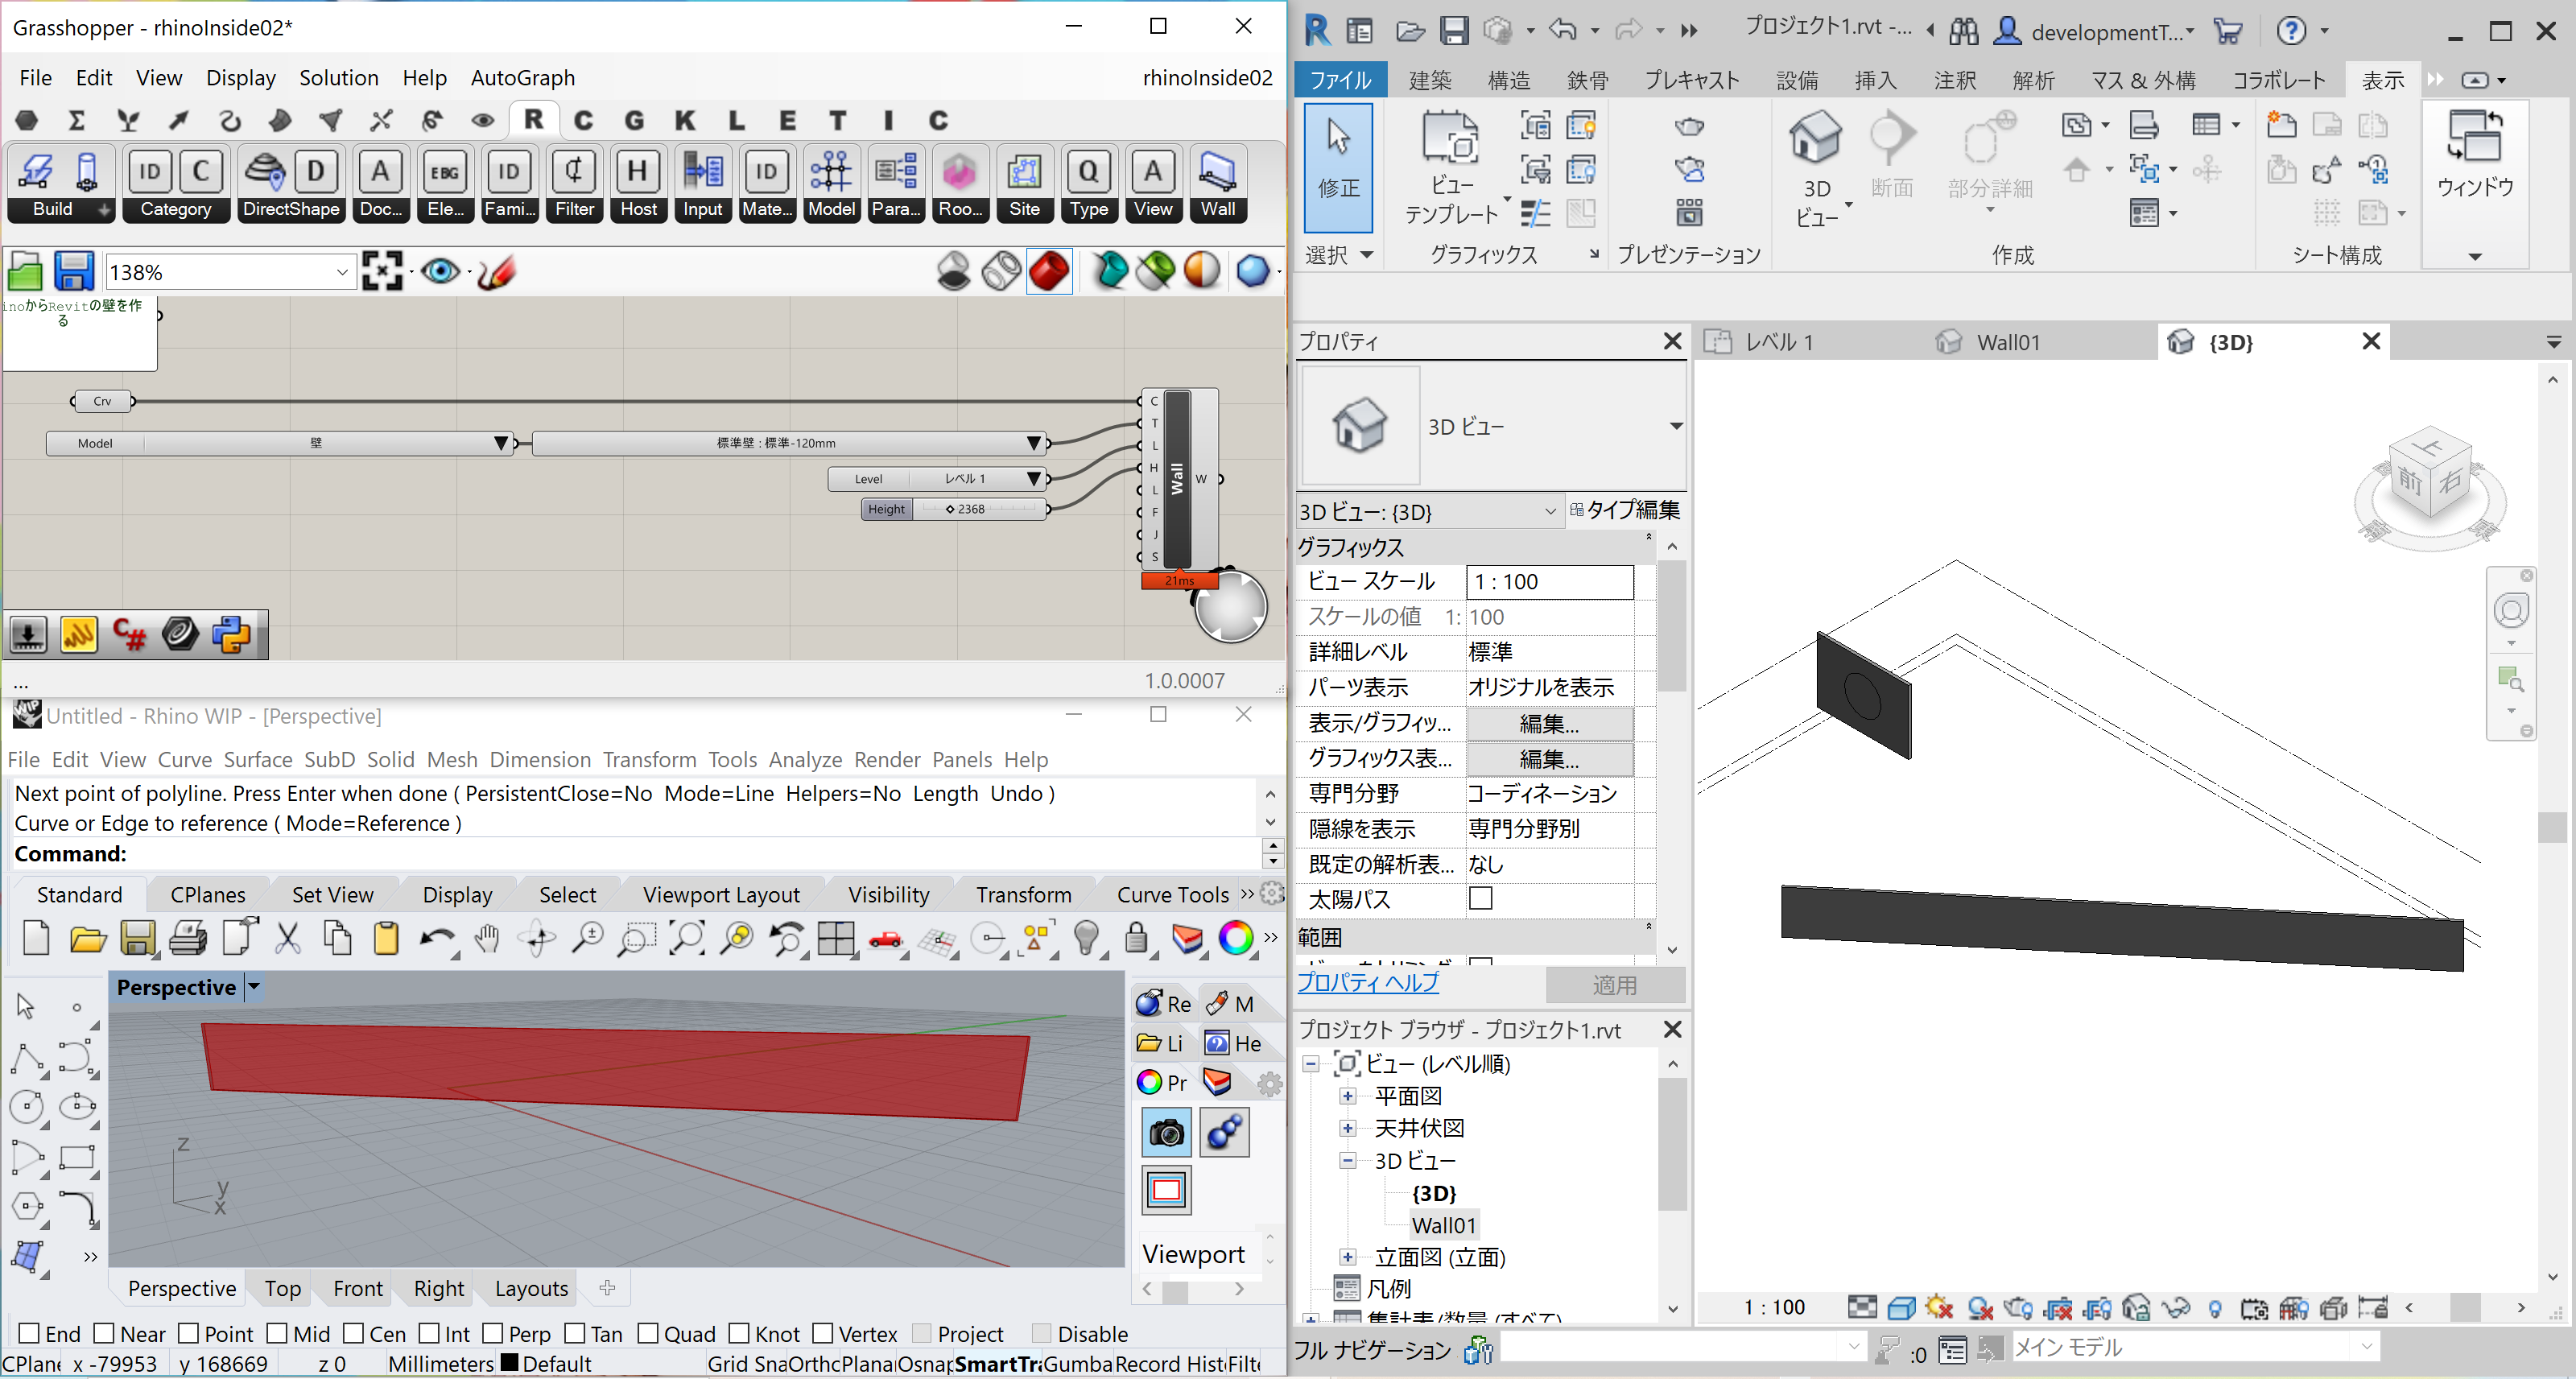 Grasshopper - rhinoInside02*
File Edit View Display Solution Help AutoGraph rhinoInside02
R C G K L E T I C
ID C D A EBG ID H ID Q A
Build Category DirectShape Doc... Ele... Fami... Filter Host Input Mate... Model Para... Roo... Site Type View Wall
138%
inoからRevitの壁を作
る
Crv
Model 壁
標準壁 : 標準-120mm
Level レベル 1
Height 2368
C
T
L
H
L
F
J
S
Wall
W
21ms
C#
...
1.0.0007
WIP
Untitled - Rhino WIP - [Perspective]
File Edit View Curve Surface SubD Solid Mesh Dimension Transform Tools Analyze Render Panels Help
Next point of polyline. Press Enter when done ( PersistentClose=No Mode=Line Helpers=No Length Undo )
Curve or Edge to reference ( Mode=Reference )
Command:
Standard CPlanes Set View Display Select Viewport Layout Visibility Transform Curve Tools
Perspective
z
y
x
Re M
Li He
Pr
Viewport
Perspective Top Front Right Layouts
End Near Point Mid Cen Int Perp Tan Quad Knot Vertex Project Disable
CPlane x -79953 y 168669 z 0 Millimeters Default Grid Sna Ortho Plana Osnap SmartTra Gumba Record Hist Filte
プロジェクト1.rvt -... developmentT...
ファイル 建築 構造 鉄骨 プレキャスト 設備 挿入 注釈 解析 マス & 外構 コラボレート 表示
修正
ビュー
テンプレート
3D
ビュー
断面
部分詳細
ウィンドウ
選択 グラフィックス プレゼンテーション 作成 シート構成
プロパティ
3D ビュー
3D ビュー: {3D} タイプ編集
グラフィックス
ビュー スケール 1 : 100
スケールの値 1: 100
詳細レベル 標準
パーツ表示 オリジナルを表示
表示/グラフィッ... 編集...
グラフィックス表... 編集...
専門分野 コーディネーション
隠線を表示 専門分野別
既定の解析表... なし
太陽パス
範囲
プロパティ ヘルプ 適用
プロジェクト ブラウザ - プロジェクト1.rvt
ビュー (レベル順)
平面図
天井伏図
3D ビュー
{3D}
Wall01
立面図 (立面)
凡例
集計表/数量 (すべて)
レベル 1 Wall01 {3D}
上
前 右
1 : 100
フル ナビゲーション :0 メイン モデル